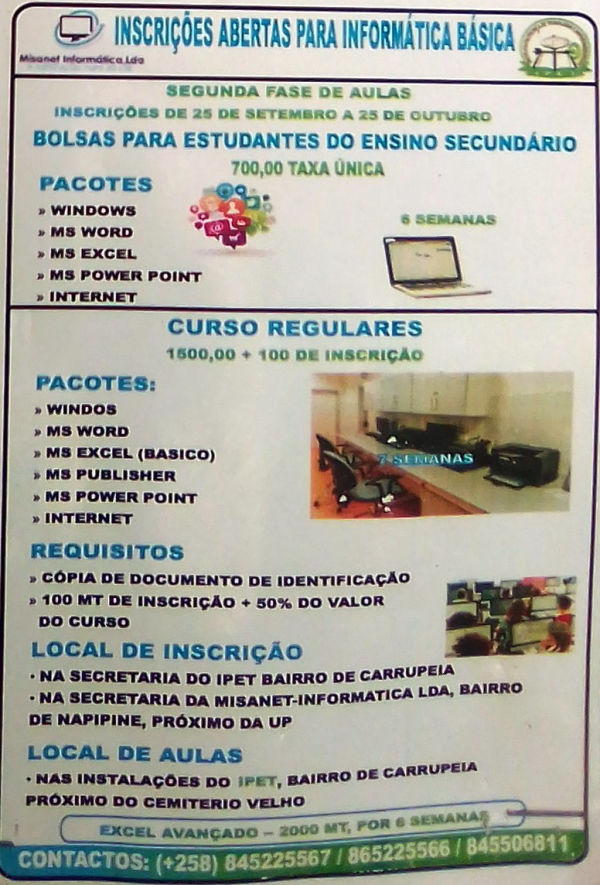 INSCRIÇÕES ABERTAS PARA INFORMÁTICA BÁSICA
Misanet Informática.Lda
SEGUNDA FASE DE AULAS
INSCRIÇÕES DE 25 DE SETEMBRO A 25 DE OUTUBRO
BOLSAS PARA ESTUDANTES DO ENSINO SECUNDÁRIO
700,00 TAXA ÚNICA
PACOTES
» WINDOWS
» MS WORD
» MS EXCEL
» MS POWER POINT
» INTERNET
6 SEMANAS
CURSO REGULARES
1500,00 + 100 DE INSCRIÇÃO
PACOTES:
» WINDOS
» MS WORD
» MS EXCEL (BASICO)
» MS PUBLISHER
» MS POWER POINT
» INTERNET
7 SEMANAS
REQUISITOS
» CÓPIA DE DOCUMENTO DE IDENTIFICAÇÃO
» 100 MT DE INSCRIÇÃO + 50% DO VALOR
DO CURSO
LOCAL DE INSCRIÇÃO
· NA SECRETARIA DO IPET BAIRRO DE CARRUPEIA
· NA SECRETARIA DA MISANET-INFORMATICA LDA, BAIRRO
DE NAPIPINE, PRÓXIMO DA UP
LOCAL DE AULAS
· NAS INSTALAÇÕES DO IPET, BAIRRO DE CARRUPEIA
PRÓXIMO DO CEMITERIO VELHO
EXCEL AVANÇADO – 2000 MT, POR 6 SEMANAS
CONTACTOS: (+258) 845225567 / 865225566 / 845506811